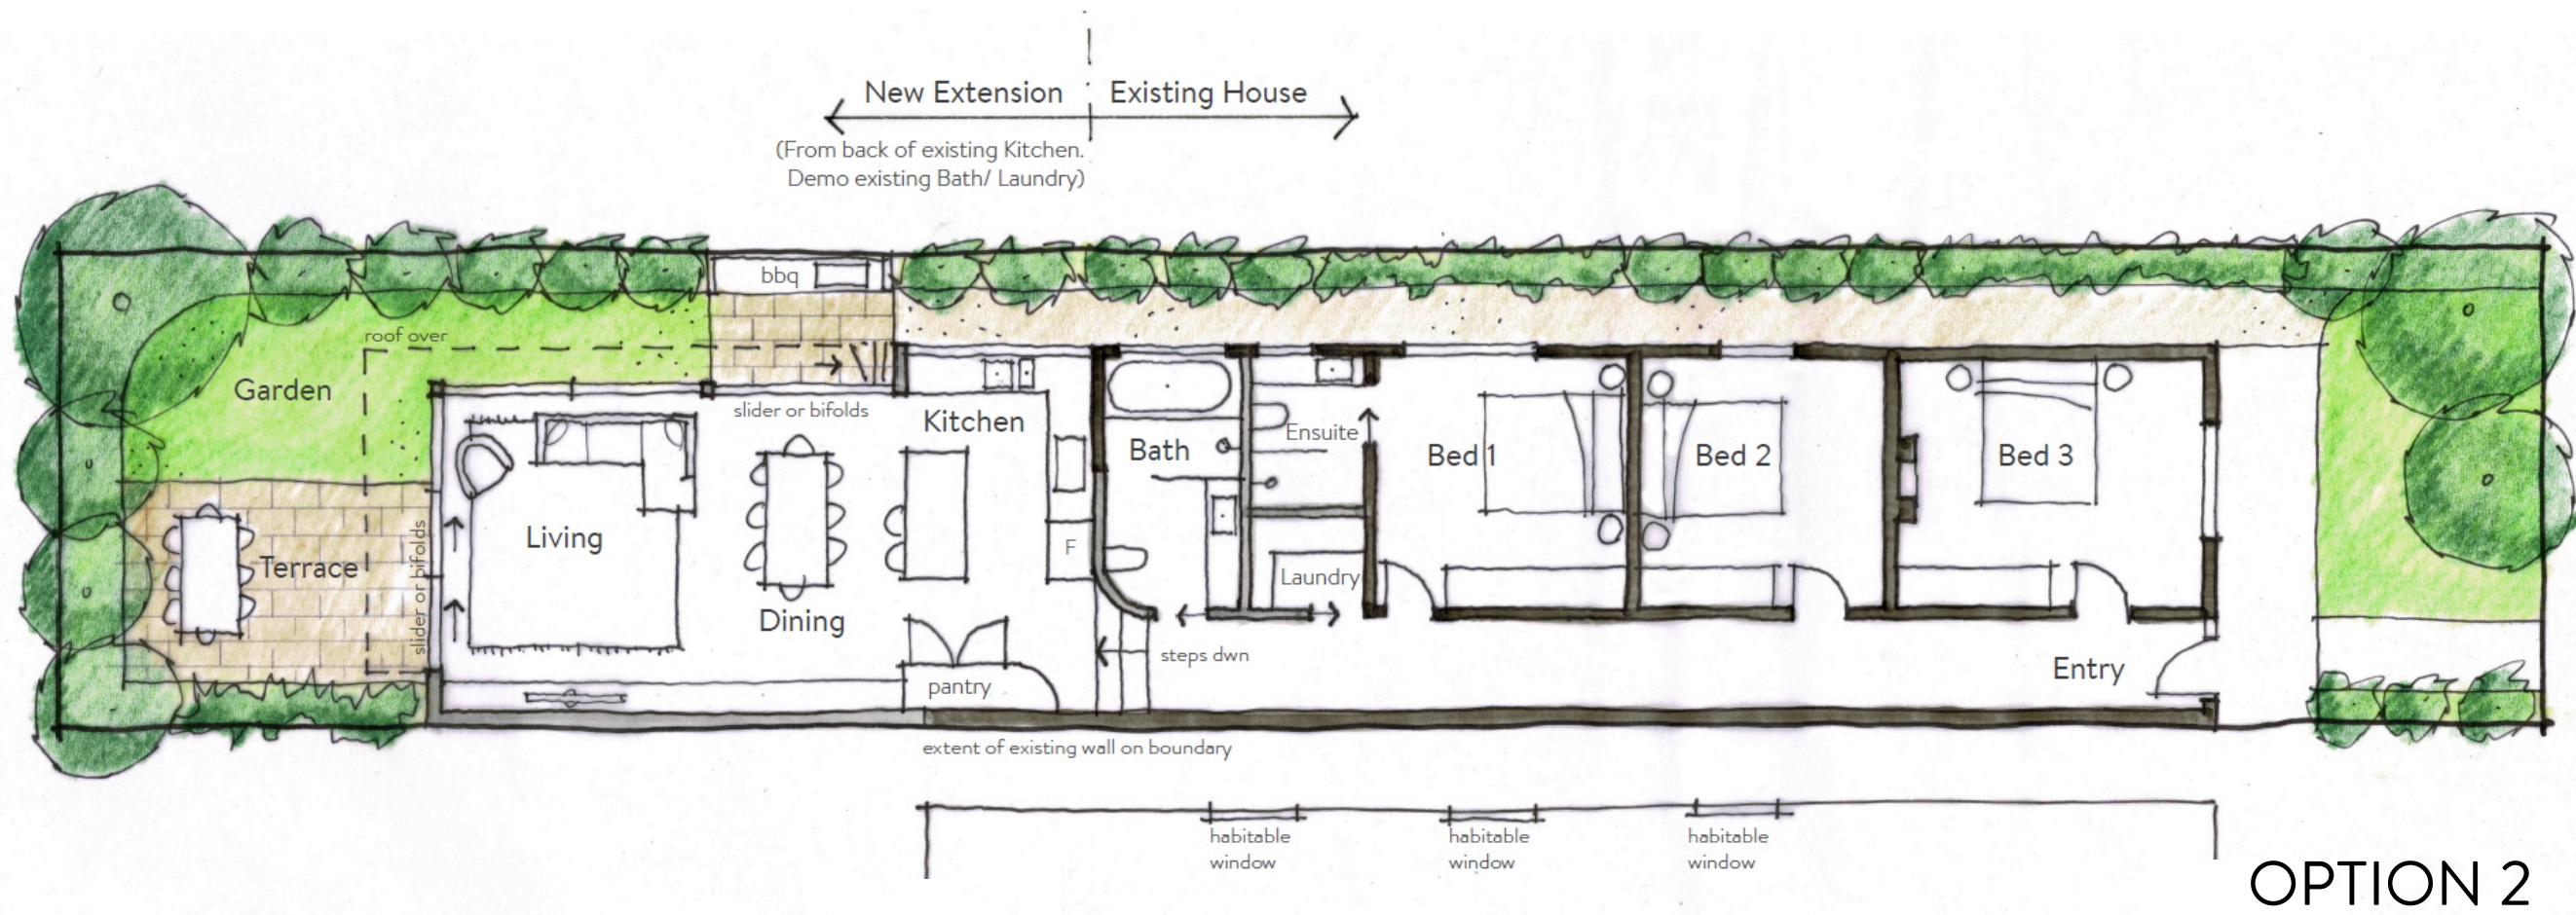 New Extension
Existing House
(From back of existing Kitchen.
Demo existing Bath/ Laundry)
bbq
roof over
Garden
slider or bifolds
Kitchen
Ensuite
Bath
Bed 1
Bed 2
Bed 3
Living
F
Terrace
slider or bifolds
Laundry
Dining
steps dwn
Entry
pantry
extent of existing wall on boundary
habitable
window
habitable
window
habitable
window
OPTION 2